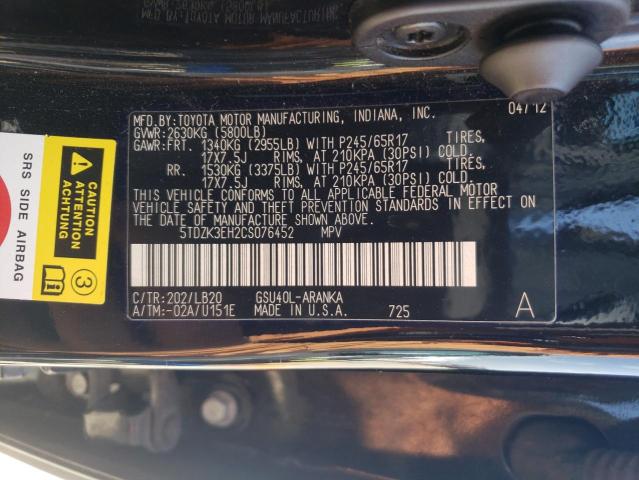 MFD.BY:TOYOTA MOTOR MANUFACTURING, INDIANA, INC. 04/12
GVWR:2630KG (5800LB)
GAWR:FRT. 1340KG (2955LB) WITH P245/65R17 TIRES,
17X7.5J RIMS, AT 210KPA (30PSI) COLD.
RR. 1530KG (3375LB) WITH P245/65R17 TIRES,
17X7.5J RIMS, AT 210KPA (30PSI) COLD.
THIS VEHICLE CONFORMS TO ALL APPLICABLE FEDERAL MOTOR
VEHICLE SAFETY AND THEFT PREVENTION STANDARDS IN EFFECT ON
THE DATE OF MANUFACTURE SHOWN ABOVE.
5TDZK3EH2CS076452 MPV
C/TR:202/LB20 GSU40L-ARANKA
A/TM:-02A/U151E MADE IN U.S.A. 725 A
SRS SIDE AIRBAG
CAUTION
76022
3